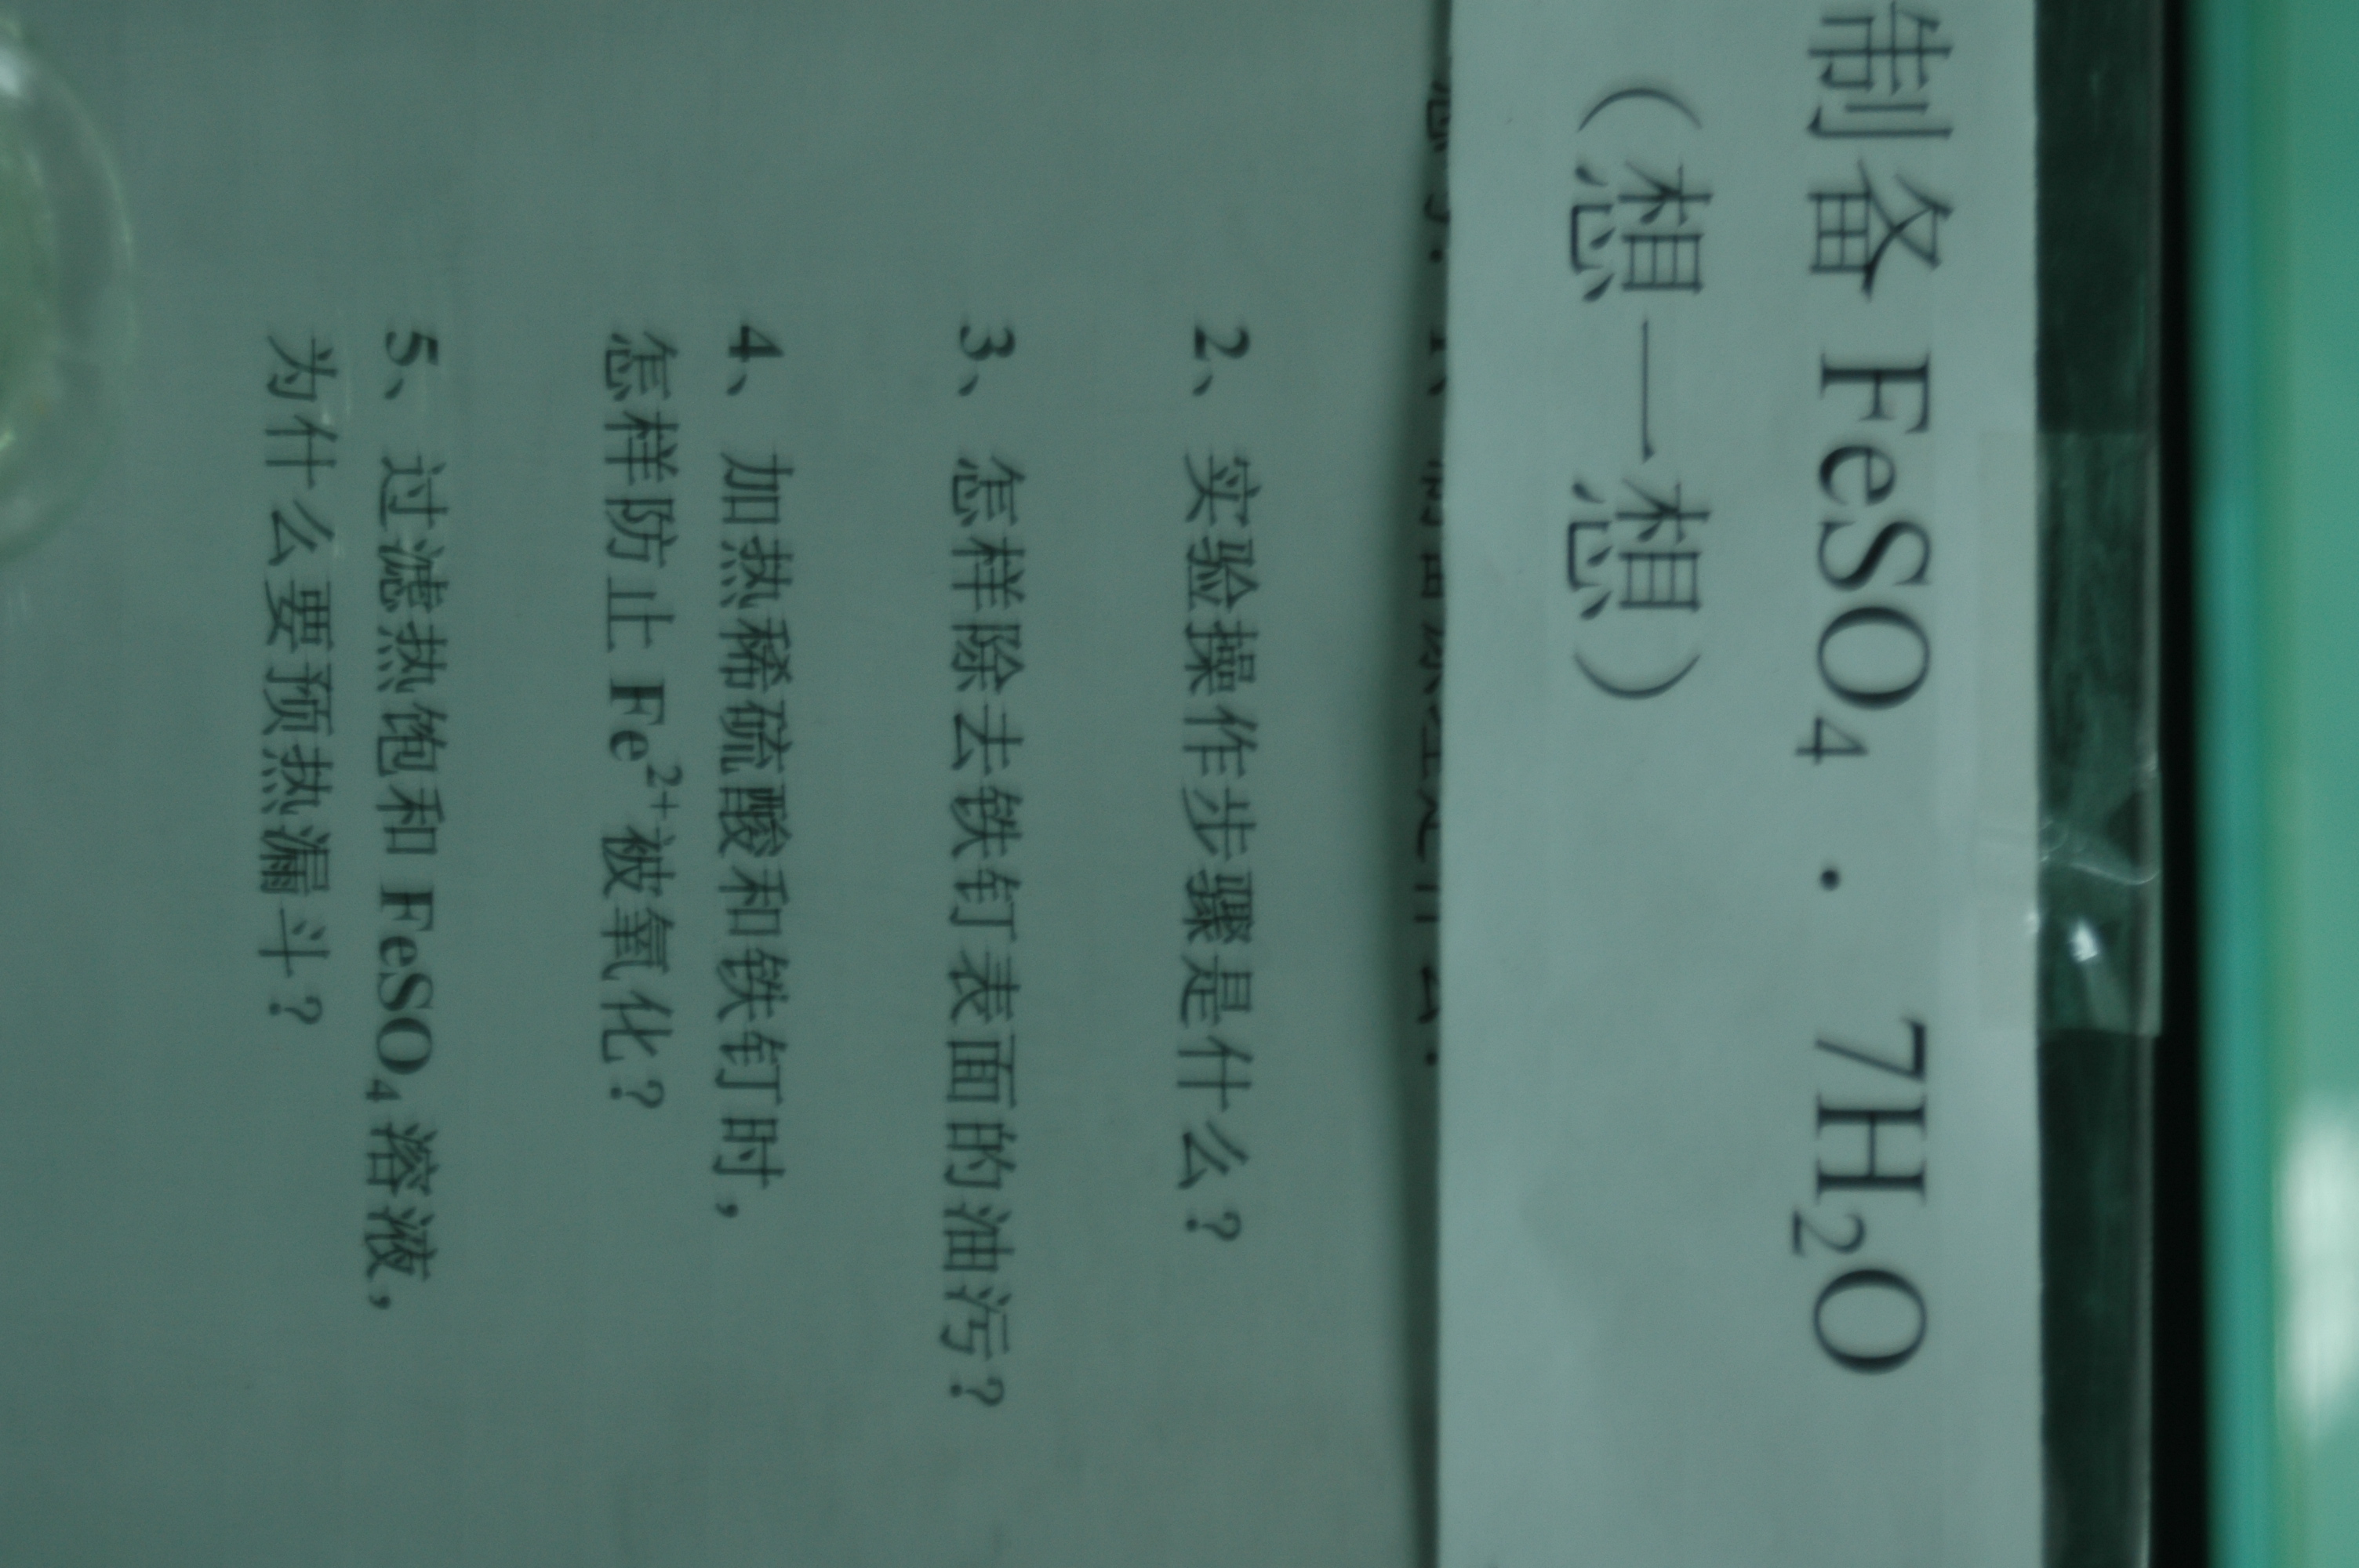 制备 FeSO₄ · 7H₂O
（想一想）
2、实验操作步骤是什么？
3、怎样除去铁钉表面的油污？
4、加热稀硫酸和铁钉时，
怎样防止 Fe²⁺被氧化？
5、过滤热饱和 FeSO₄ 溶液，
为什么要预热漏斗？